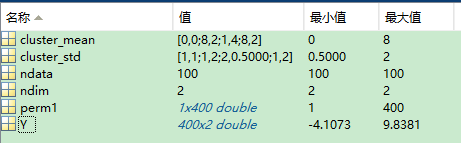 名称 值 最小值 最大值
cluster_mean [0,0;8,2;1,4;8,2] 0 8
cluster_std [1,1;1,2;2,0.5000;1,2] 0.5000 2
ndata 100 100 100
ndim 2 2 2
perm1 1x400 double 1 400
Y 400x2 double -4.1073 9.8381